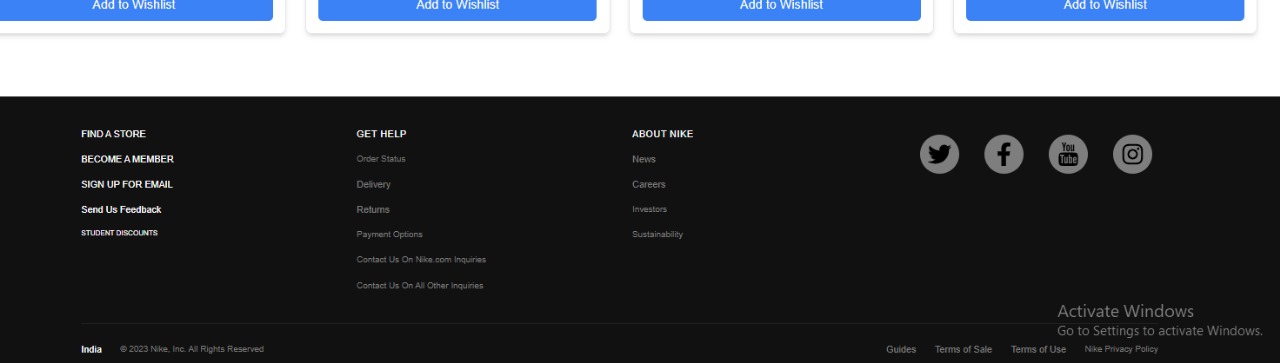 Add to Wishlist
Add to Wishlist
Add to Wishlist
Add to Wishlist
FIND A STORE
BECOME A MEMBER
SIGN UP FOR EMAIL
Send Us Feedback
STUDENT DISCOUNTS
GET HELP
Order Status
Delivery
Returns
Payment Options
Contact Us On Nike.com Inquiries
Contact Us On All Other Inquiries
ABOUT NIKE
News
Careers
Investors
Sustainability
You
Tube
Activate Windows
Go to Settings to activate Windows.
India
© 2023 Nike, Inc. All Rights Reserved
Guides
Terms of Sale
Terms of Use
Nike Privacy Policy